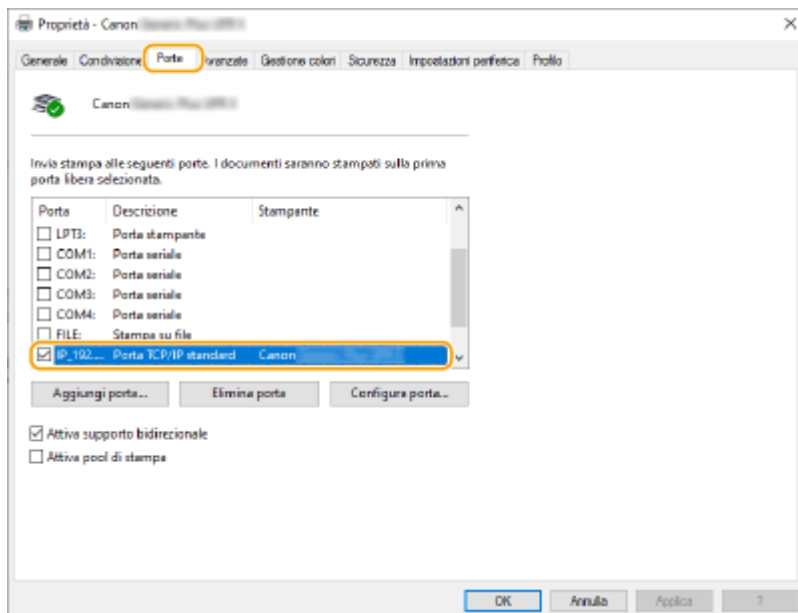 Proprietà - Canon
Generale Condivisione Porte Avanzate Gestione colori Sicurezza Impostazioni periferica Profilo
Canon
Invia stampa alle seguenti porte. I documenti saranno stampati sulla prima
porta libera selezionata.
Porta Descrizione Stampante
LPT3: Porta stampante
COM1: Porta seriale
COM2: Porta seriale
COM3: Porta seriale
COM4: Porta seriale
FILE: Stampa su file
IP_192.... Porta TCP/IP standard Canon
Aggiungi porta... Elimina porta Configura porta...
Attiva supporto bidirezionale
Attiva pool di stampa
OK Annulla Applica ?